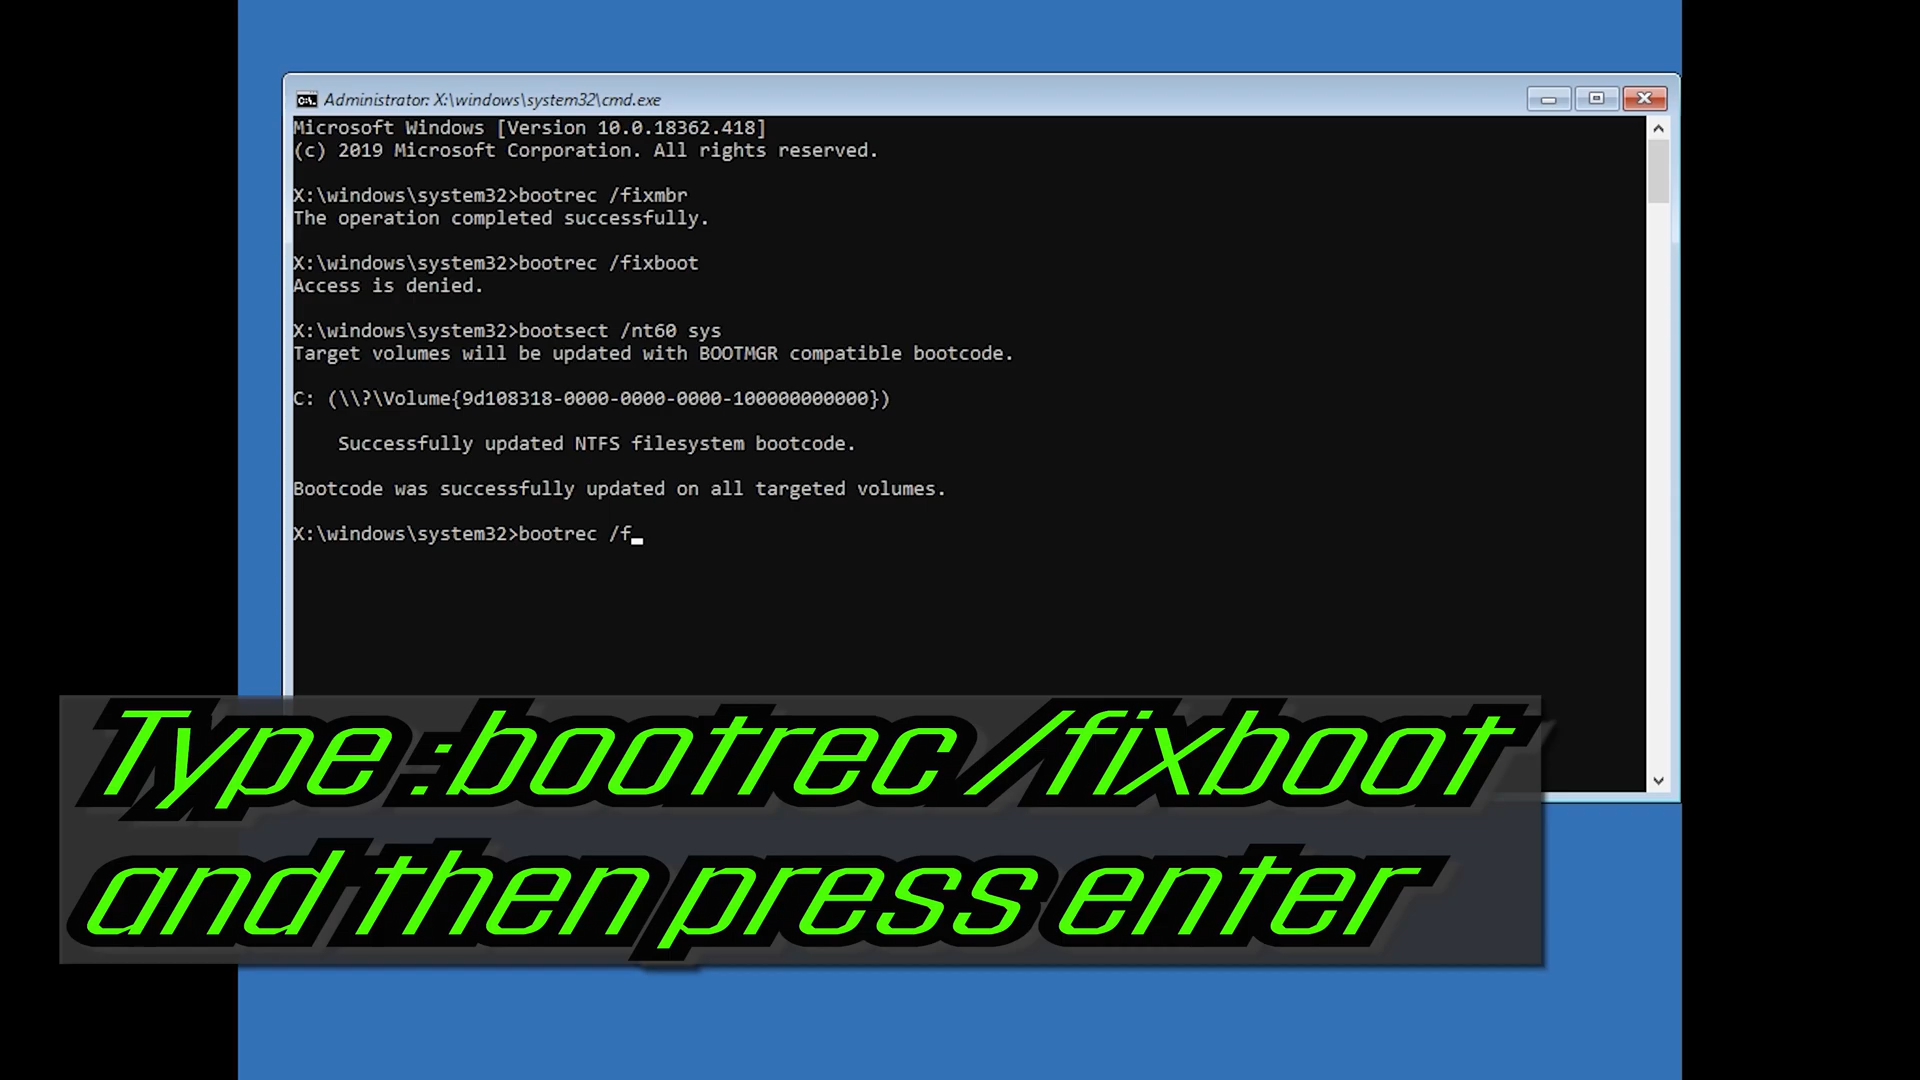 Administrator: X:\windows\system32\cmd.exe
Microsoft Windows [Version 10.0.18362.418]
(c) 2019 Microsoft Corporation. All rights reserved.
X:\windows\system32>bootrec /fixmbr
The operation completed successfully.
X:\windows\system32>bootrec /fixboot
Access is denied.
X:\windows\system32>bootsect /nt60 sys
Target volumes will be updated with BOOTMGR compatible bootcode.
C: (\\?\Volume{9d108318-0000-0000-0000-100000000000})
Successfully updated NTFS filesystem bootcode.
Bootcode was successfully updated on all targeted volumes.
X:\windows\system32>bootrec /f_
Type :bootrec /fixboot
and then press enter